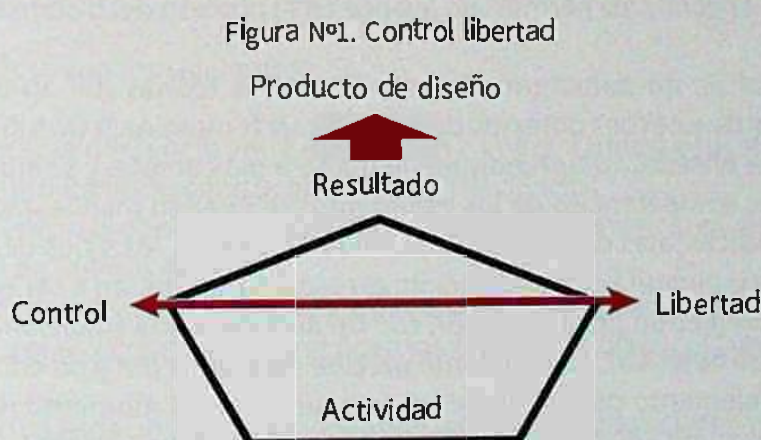 Figura Nº1. Control libertad
Producto de diseño
Resultado
Control
Libertad
Actividad